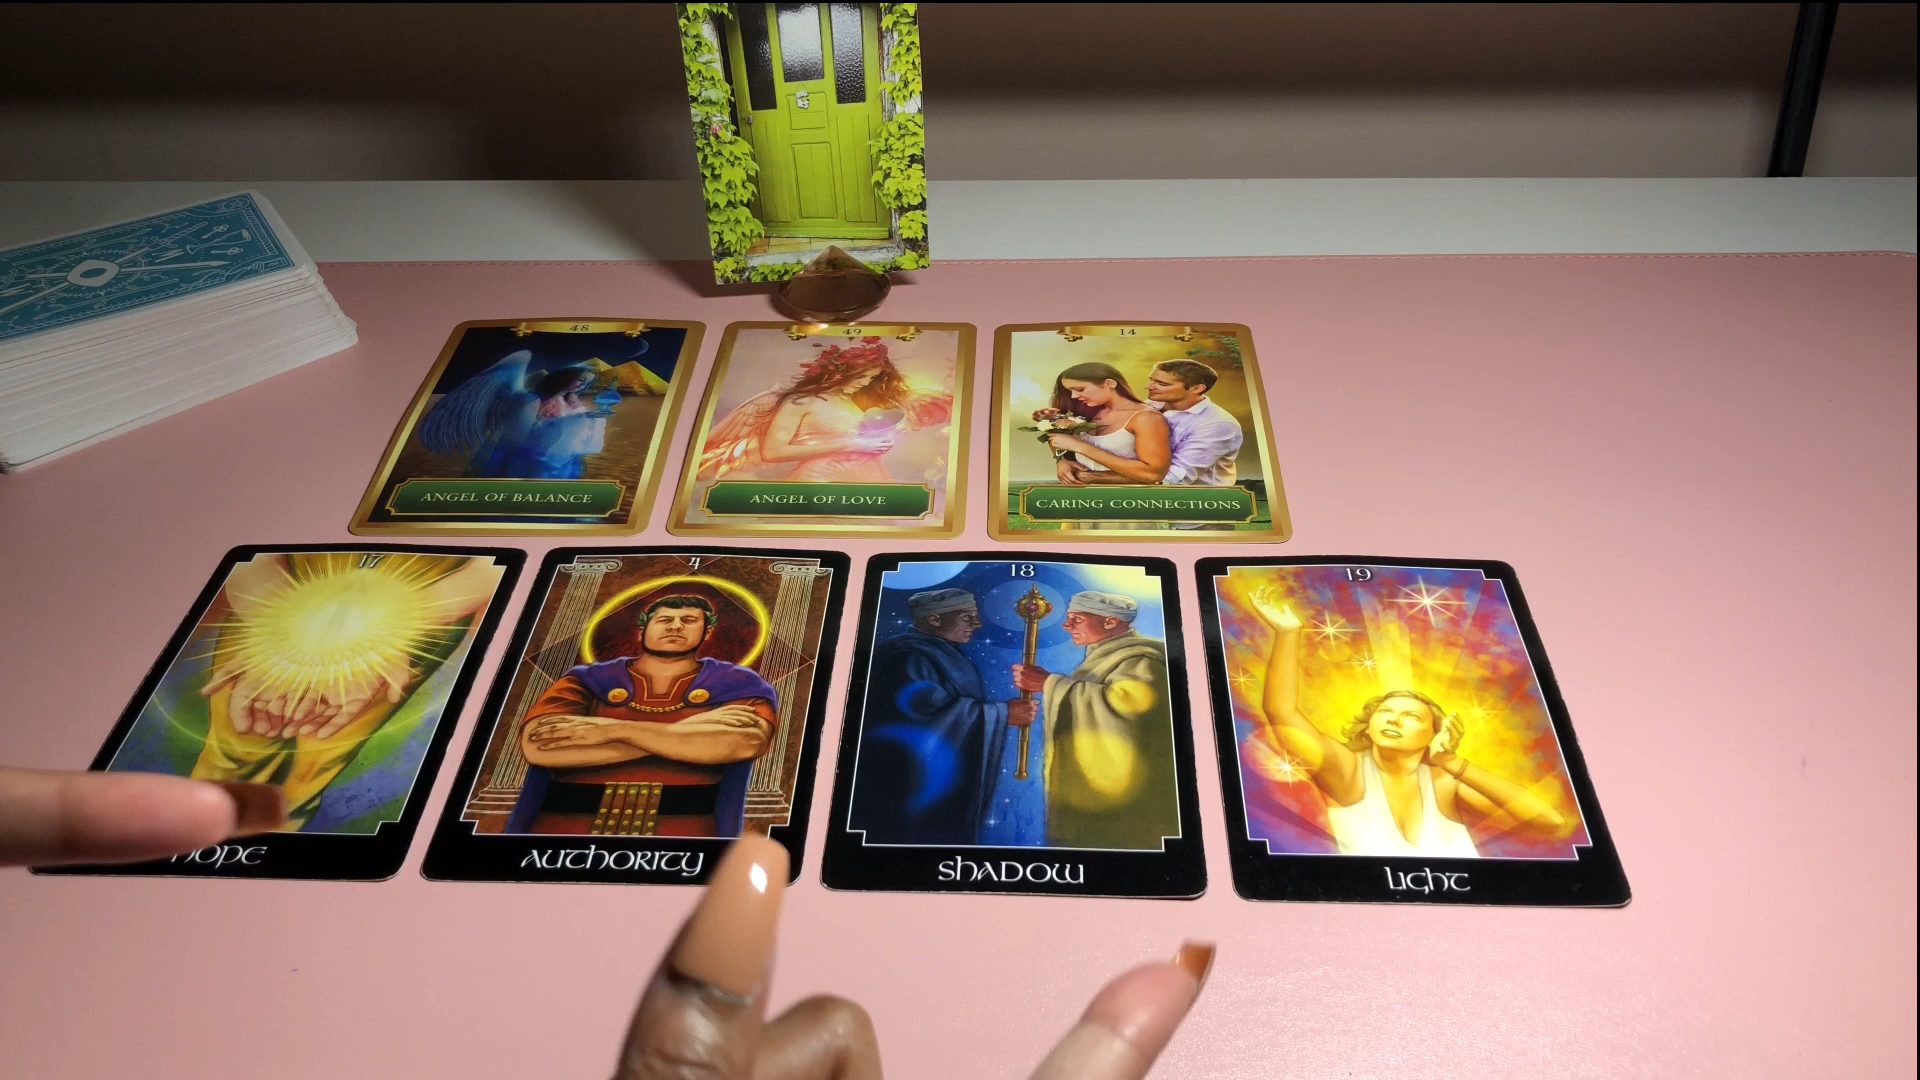 48
49
14
ANGEL OF BALANCE
ANGEL OF LOVE
CARING CONNECTIONS
17
4
18
19
HOPE
AUTHORITY
SHADOW
LIGHT